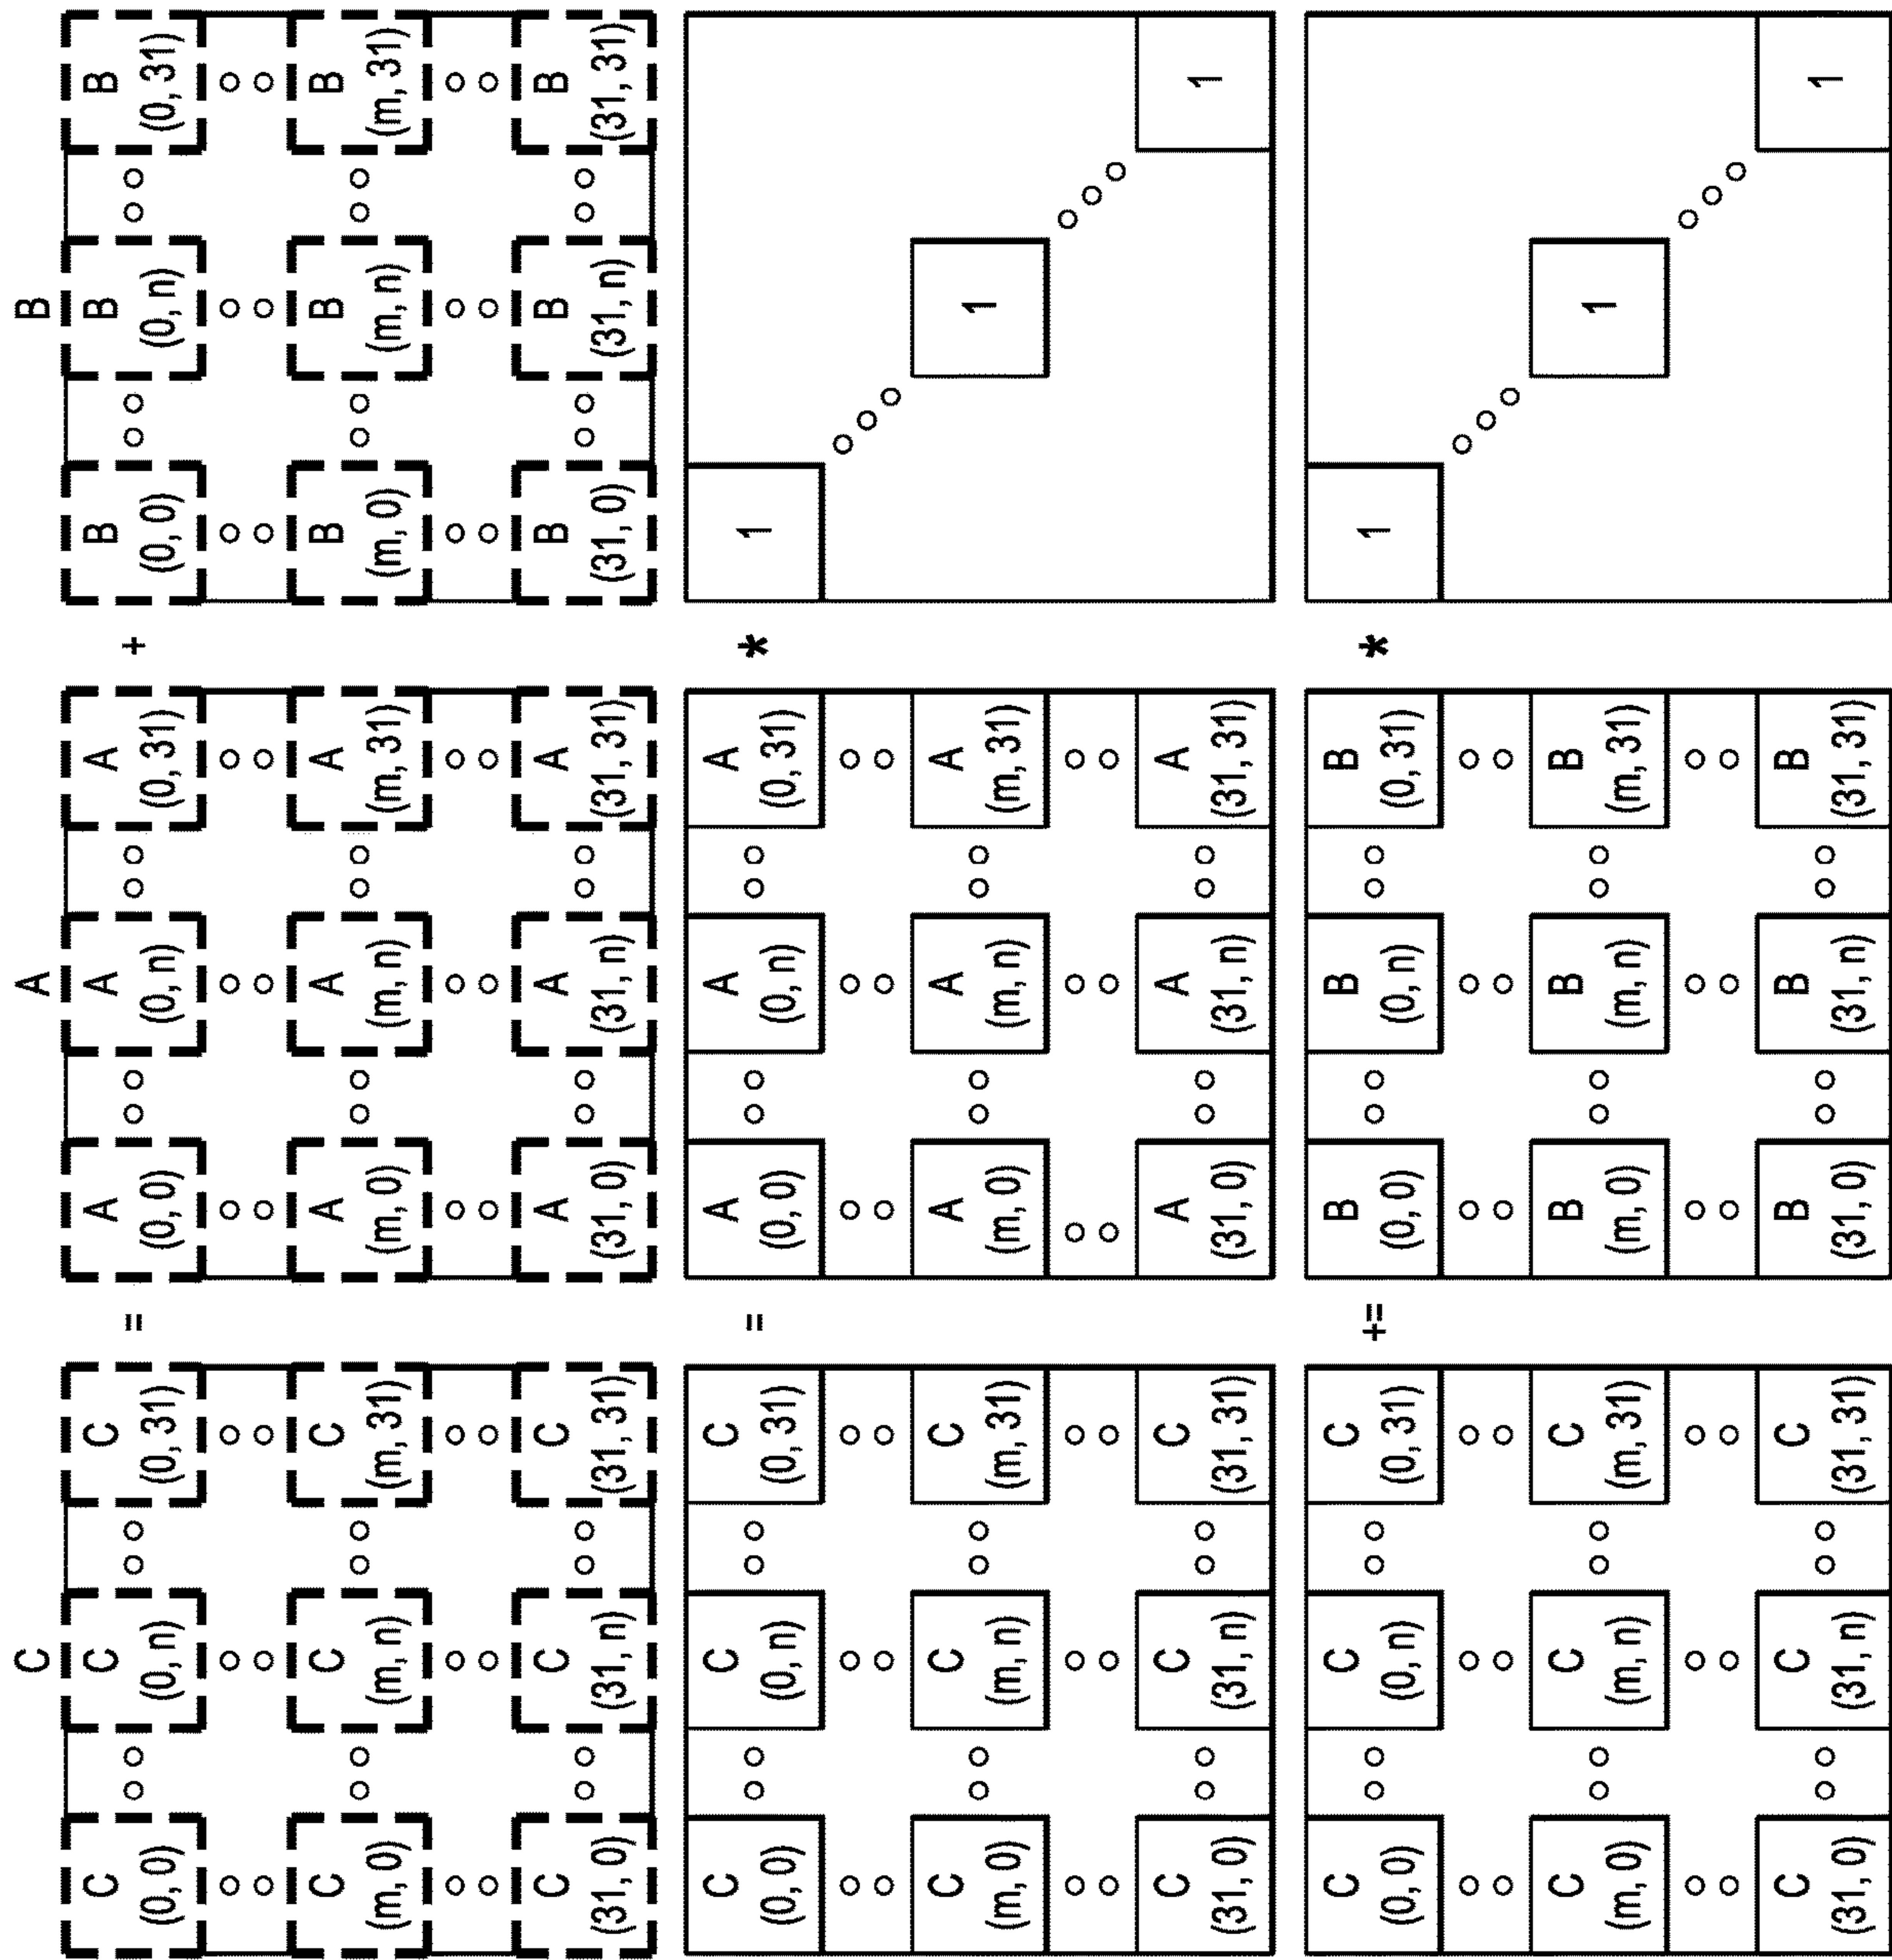 C A B
C C C A A A B B B
= +
(0, 0) (0, n) (0, 31) (0, 0) (0, n) (0, 31) (0, 0) (0, n) (0, 31)
C C C A A A B B B
(m, 0) (m, n) (m, 31) (m, 0) (m, n) (m, 31) (m, 0) (m, n) (m, 31)
C C C A A A B B B
(31, 0) (31, n) (31, 31) (31, 0) (31, n) (31, 31) (31, 0) (31, n) (31, 31)
C C C A A A
= * 1
(0, 0) (0, n) (0, 31) (0, 0) (0, n) (0, 31)
C C C A A A
1
(m, 0) (m, n) (m, 31) (m, 0) (m, n) (m, 31)
C C C A A A
1
(31, 0) (31, n) (31, 31) (31, 0) (31, n) (31, 31)
C C C B B B
+= * 1
(0, 0) (0, n) (0, 31) (0, 0) (0, n) (0, 31)
C C C B B B
1
(m, 0) (m, n) (m, 31) (m, 0) (m, n) (m, 31)
C C C B B B
1
(31, 0) (31, n) (31, 31) (31, 0) (31, n) (31, 31)